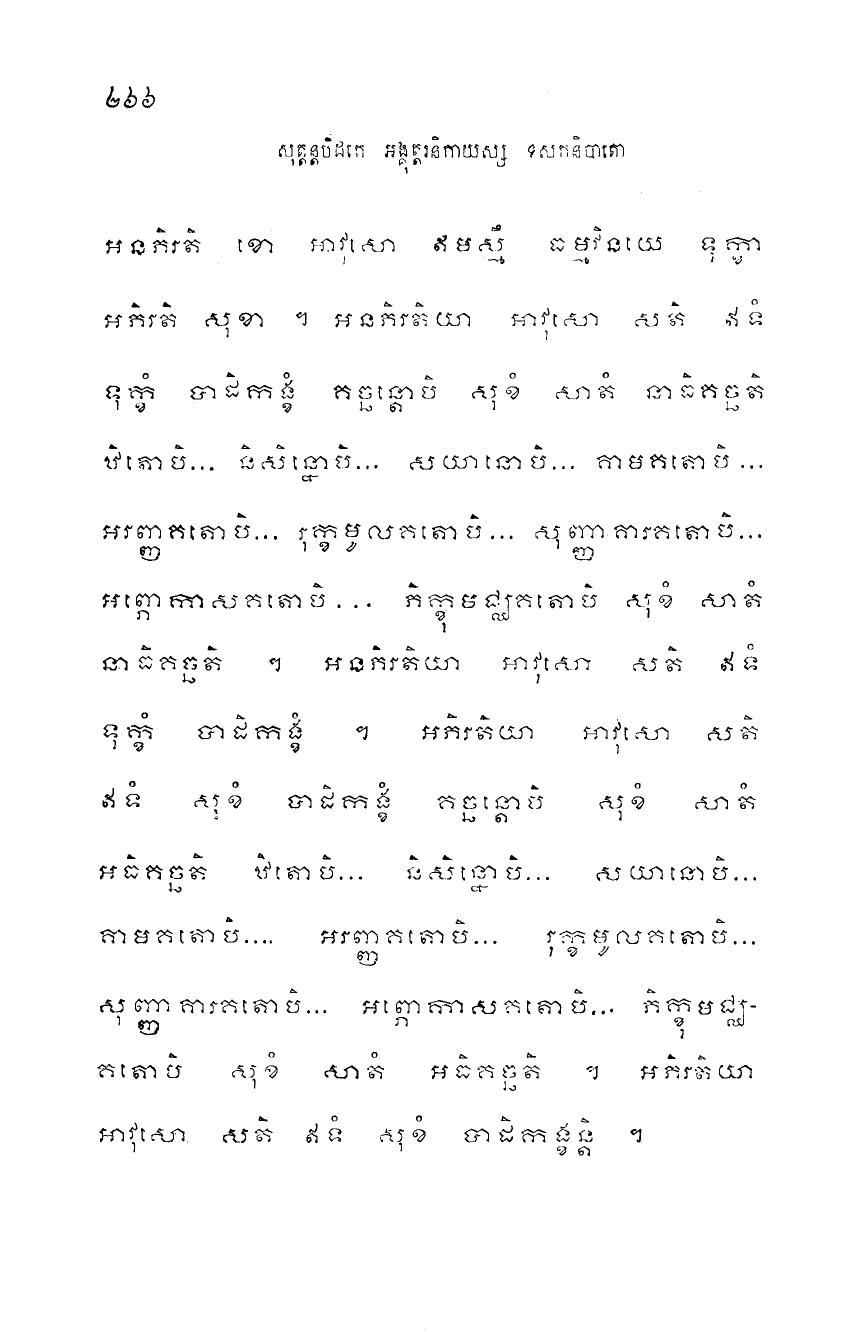 ២៦៦
សុត្តន្តបិដកេ អង្គុត្តរនិកាយស្ស ទសកនិបាតោ
អនភិរតិ ខោ អាវុសោ ឥមស្មឹ ធម្មវិនយេ ទុក្ខា
អភិរតិ សុខា ។ អនភិរតិយា អាវុសោ សតិ ឥទំ
ទុក្ខំ បាដិកង្ខំ គច្ឆន្តោបិ សុខំ សាតំ នាធិគច្ឆតិ
ឋិតោបិ... និសិន្នោបិ... សយានោបិ... គាមគតោបិ ...
អរញ្ញគតោបិ... រុក្ខមូលគតោបិ... សុញ្ញាគារគតោបិ...
អព្ភោកាសគតោបិ ... ភិក្ខុមជ្ឈគតោបិ សុខំ សាតំ
នាធិគច្ឆតិ ។ អនភិរតិយា អាវុសោ សតិ ឥទំ
ទុក្ខំ បាដិកង្ខំ ។ អភិរតិយា អាវុសោ សតិ
ឥទំ សុខំ បាដិកង្ខំ គច្ឆន្តោបិ សុខំ សាតំ
អធិគច្ឆតិ ឋិតោបិ... និសិន្នោបិ... សយានោបិ...
គាមគតោបិ.... អរញ្ញគតោបិ... រុក្ខមូលគតោបិ...
សុញ្ញាគារគតោបិ... អព្ភោកាសគតោបិ... ភិក្ខុមជ្ឈ-
គតោបិ សុខំ សាតំ អធិគច្ឆតិ ។ អភិរតិយា
អាវុសោ សតិ ឥទំ សុខំ បាដិកង្ខន្តិ ។